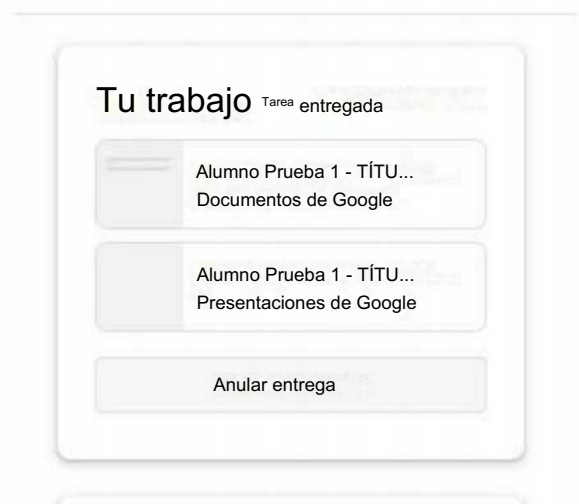 Tu trabajo Tarea entregada
Alumno Prueba 1 - TÍTU...
Documentos de Google
Alumno Prueba 1 - TÍTU...
Presentaciones de Google
Anular entrega